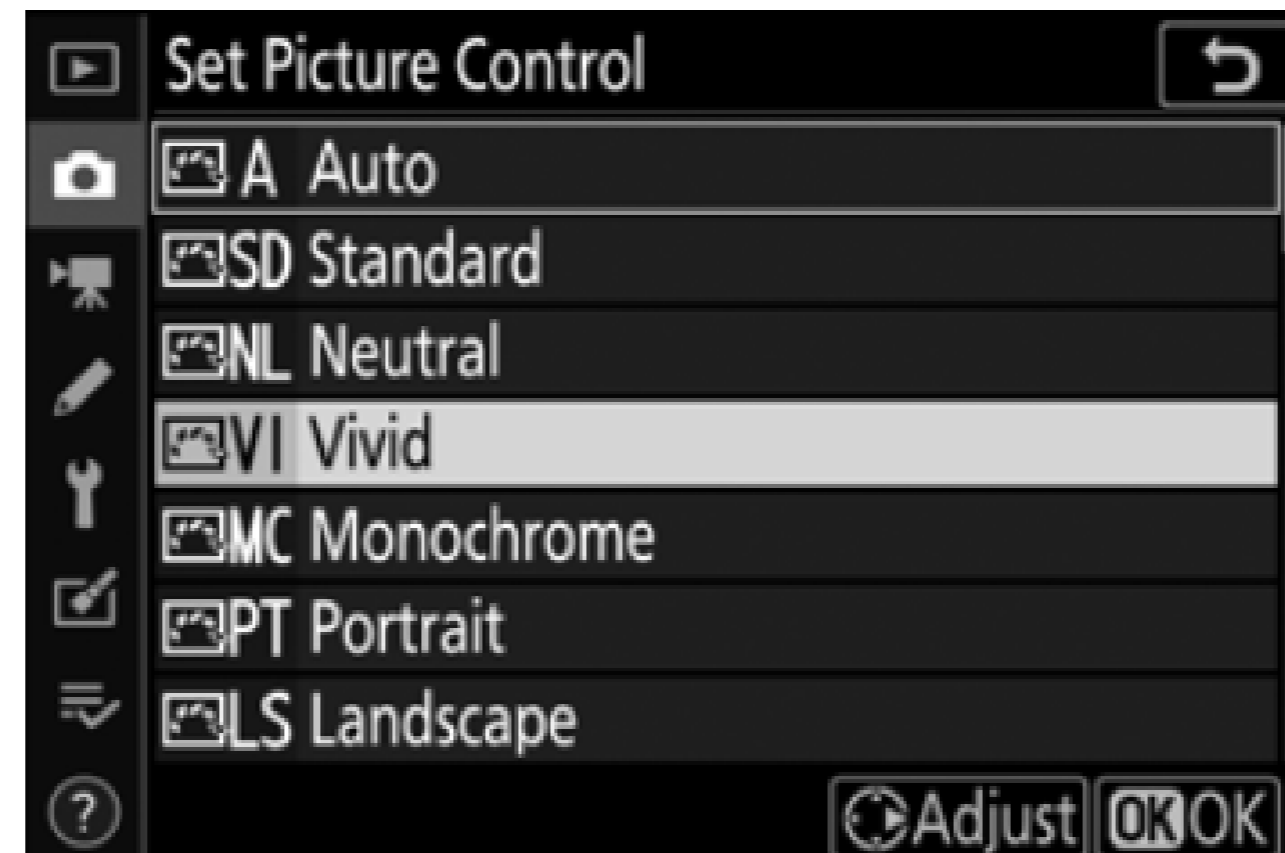 Set Picture Control
A Auto
SD Standard
NL Neutral
VI Vivid
MC Monochrome
PT Portrait
LS Landscape
? Adjust OK OK